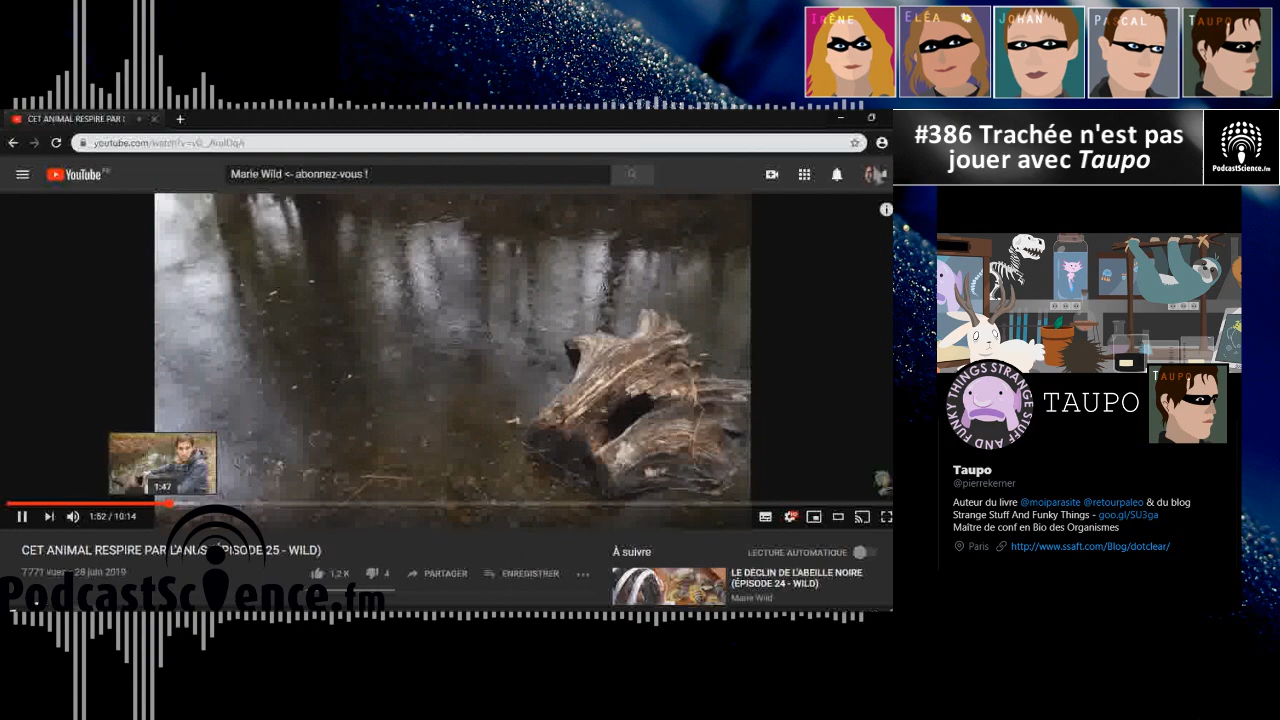 IRÈNE
ELÉA
JOHAN
PASCAL
TAUPO
CET ANIMAL RESPIRE PAR L
#386 Trachée n'est pas
jouer avec Taupo
PodcastScience.fm
YouTube FR
Marie Wild <- abonnez-vous !
1:47
1:52 / 10:14
CET ANIMAL RESPIRE PAR L'ANUS (ÉPISODE 25 - WILD)
7 771 vues • 28 juin 2019
1,2 K
4
PARTAGER
ENREGISTRER
À suivre
LECTURE AUTOMATIQUE
LE DÉCLIN DE L'ABEILLE NOIRE
(ÉPISODE 24 - WILD)
Marie Wild
PodcastScience.fm
STRANGE STUFF AND FUNKY THINGS
TAUPO
TAUPO
Taupo
@pierrekerner
Auteur du livre @moiparasite @retourpaleo & du blog
Strange Stuff And Funky Things - goo.gl/SU3ga
Maître de conf en Bio des Organismes
Paris
http://www.ssaft.com/Blog/dotclear/